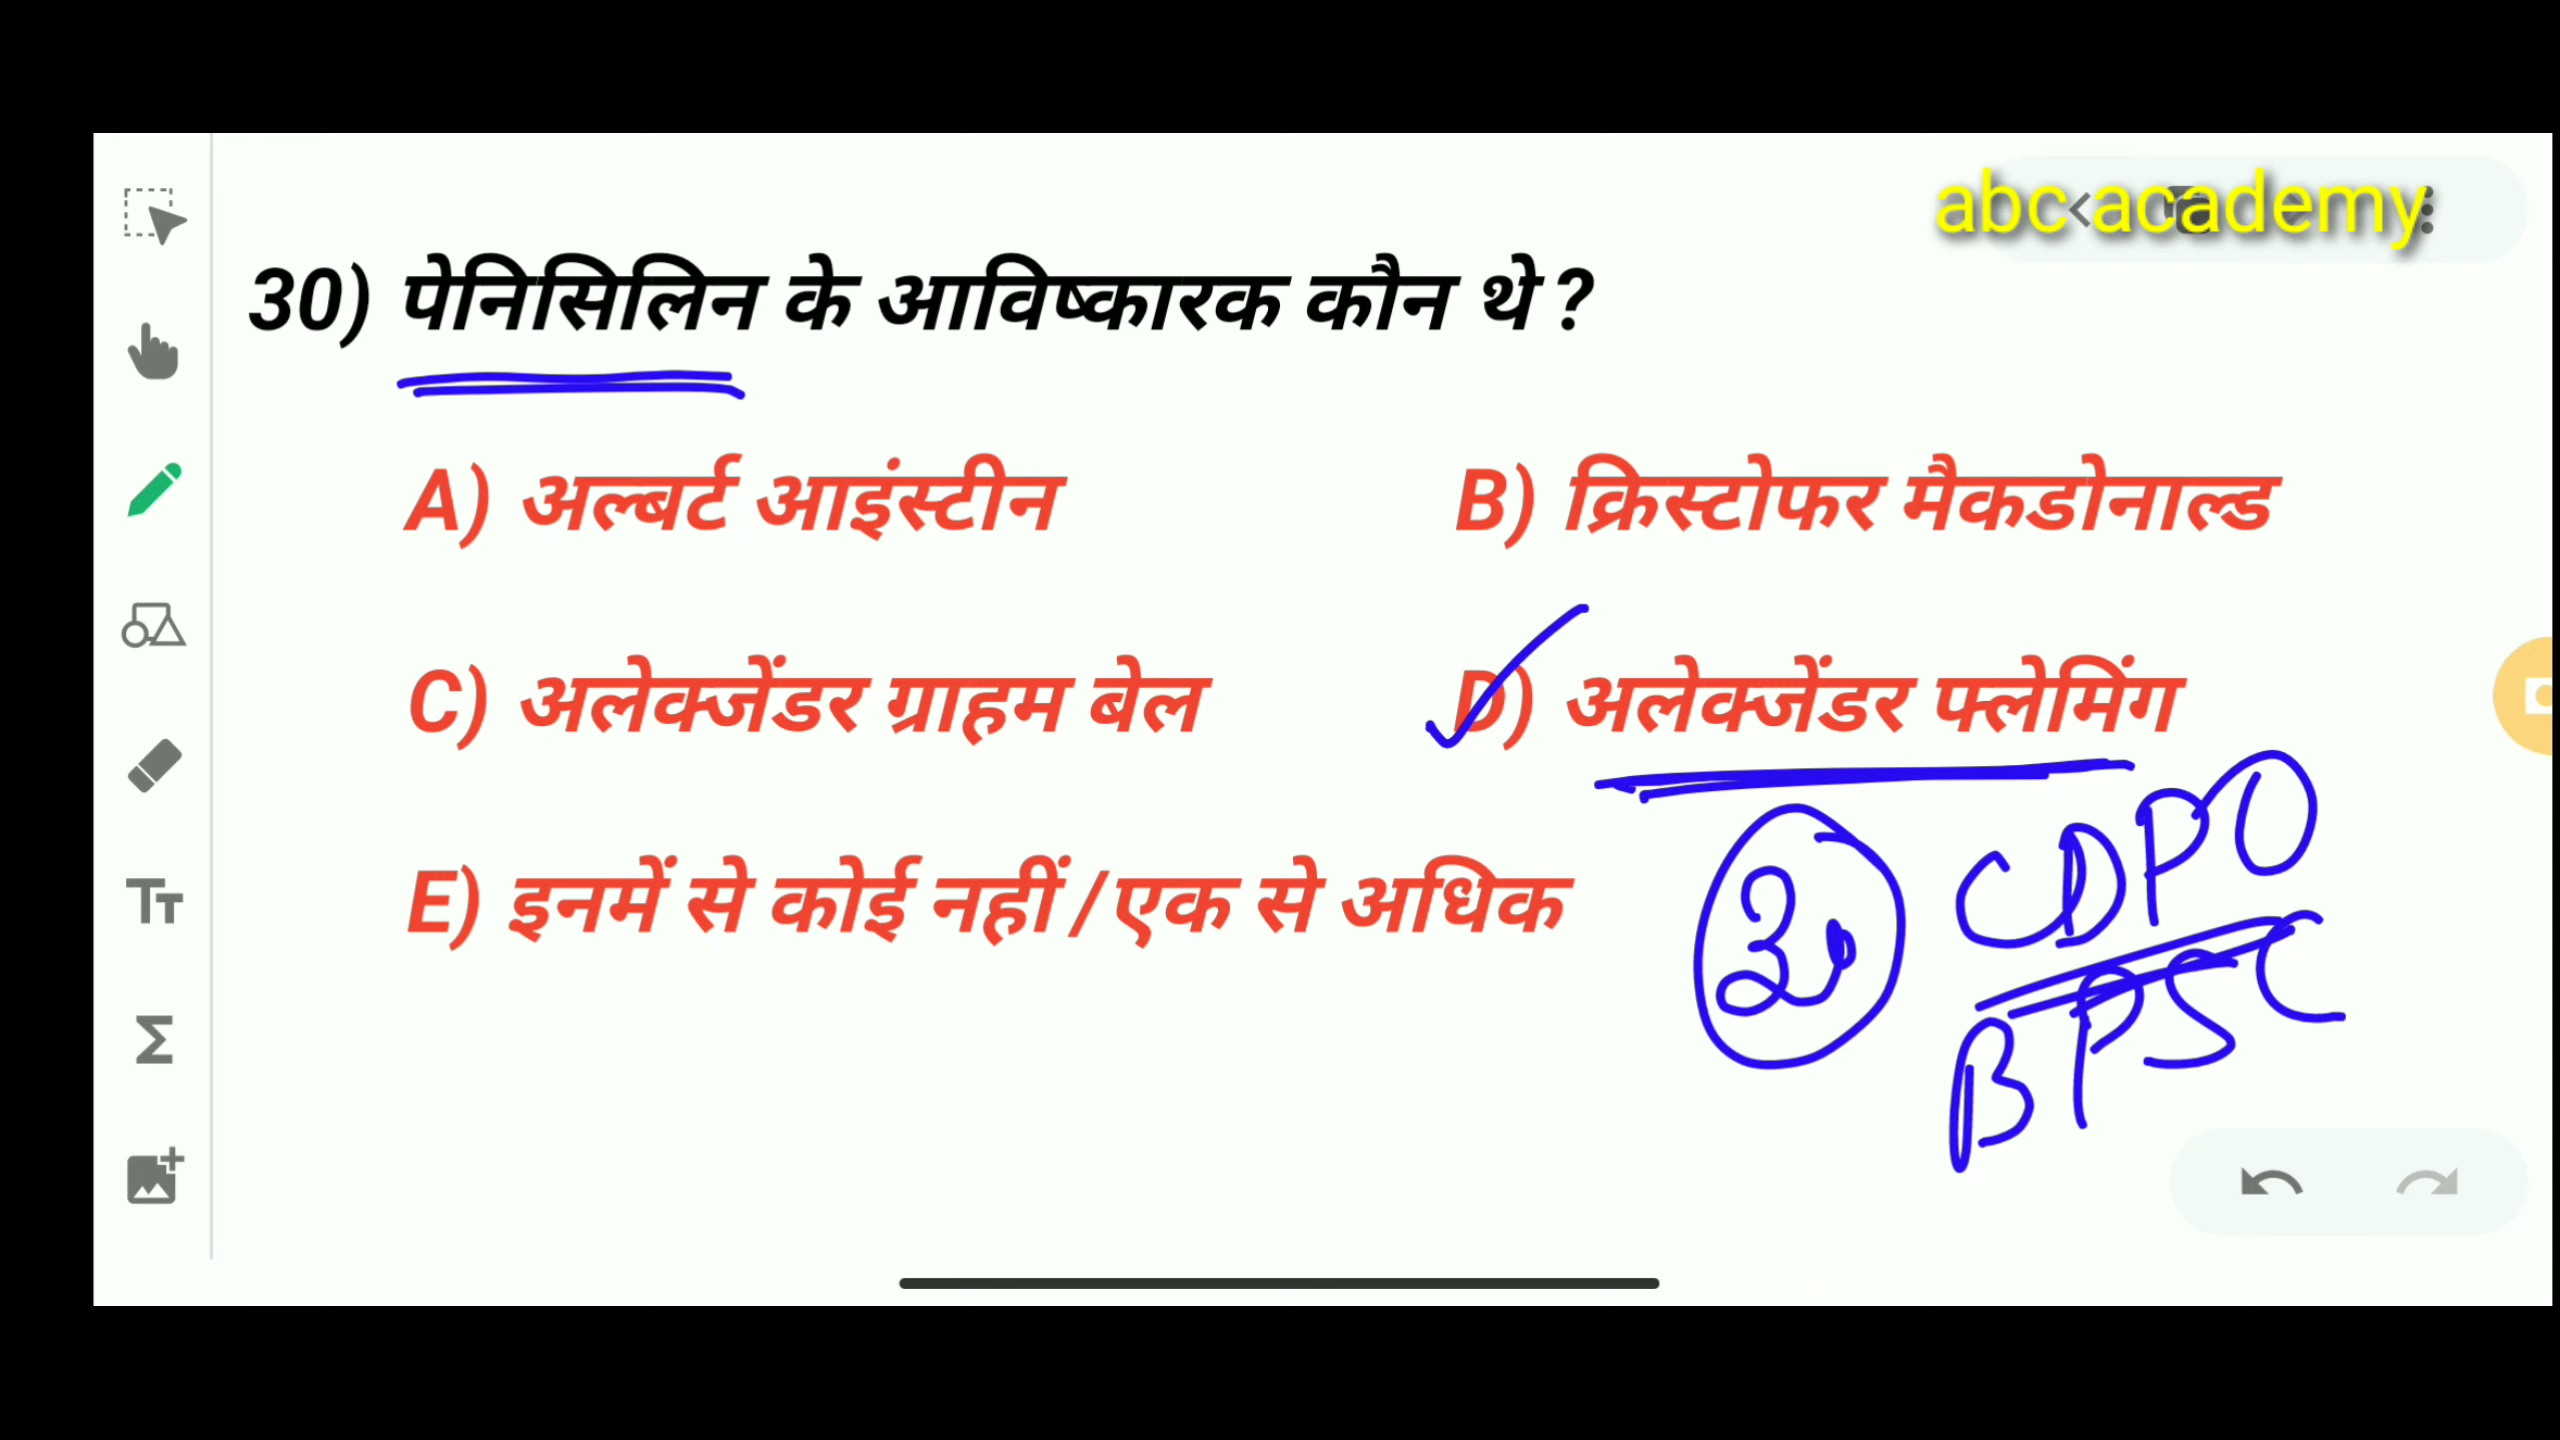 abc academy
30) पेनिसिलिन के आविष्कारक कौन थे ?
A) अल्बर्ट आइंस्टीन
B) क्रिस्टोफर मैकडोनाल्ड
C) अलेक्जेंडर ग्राहम बेल
D) अलेक्जेंडर फ्लेमिंग
E) इनमें से कोई नहीं /एक से अधिक
30
CDPO
BPSC
Tт
Σ